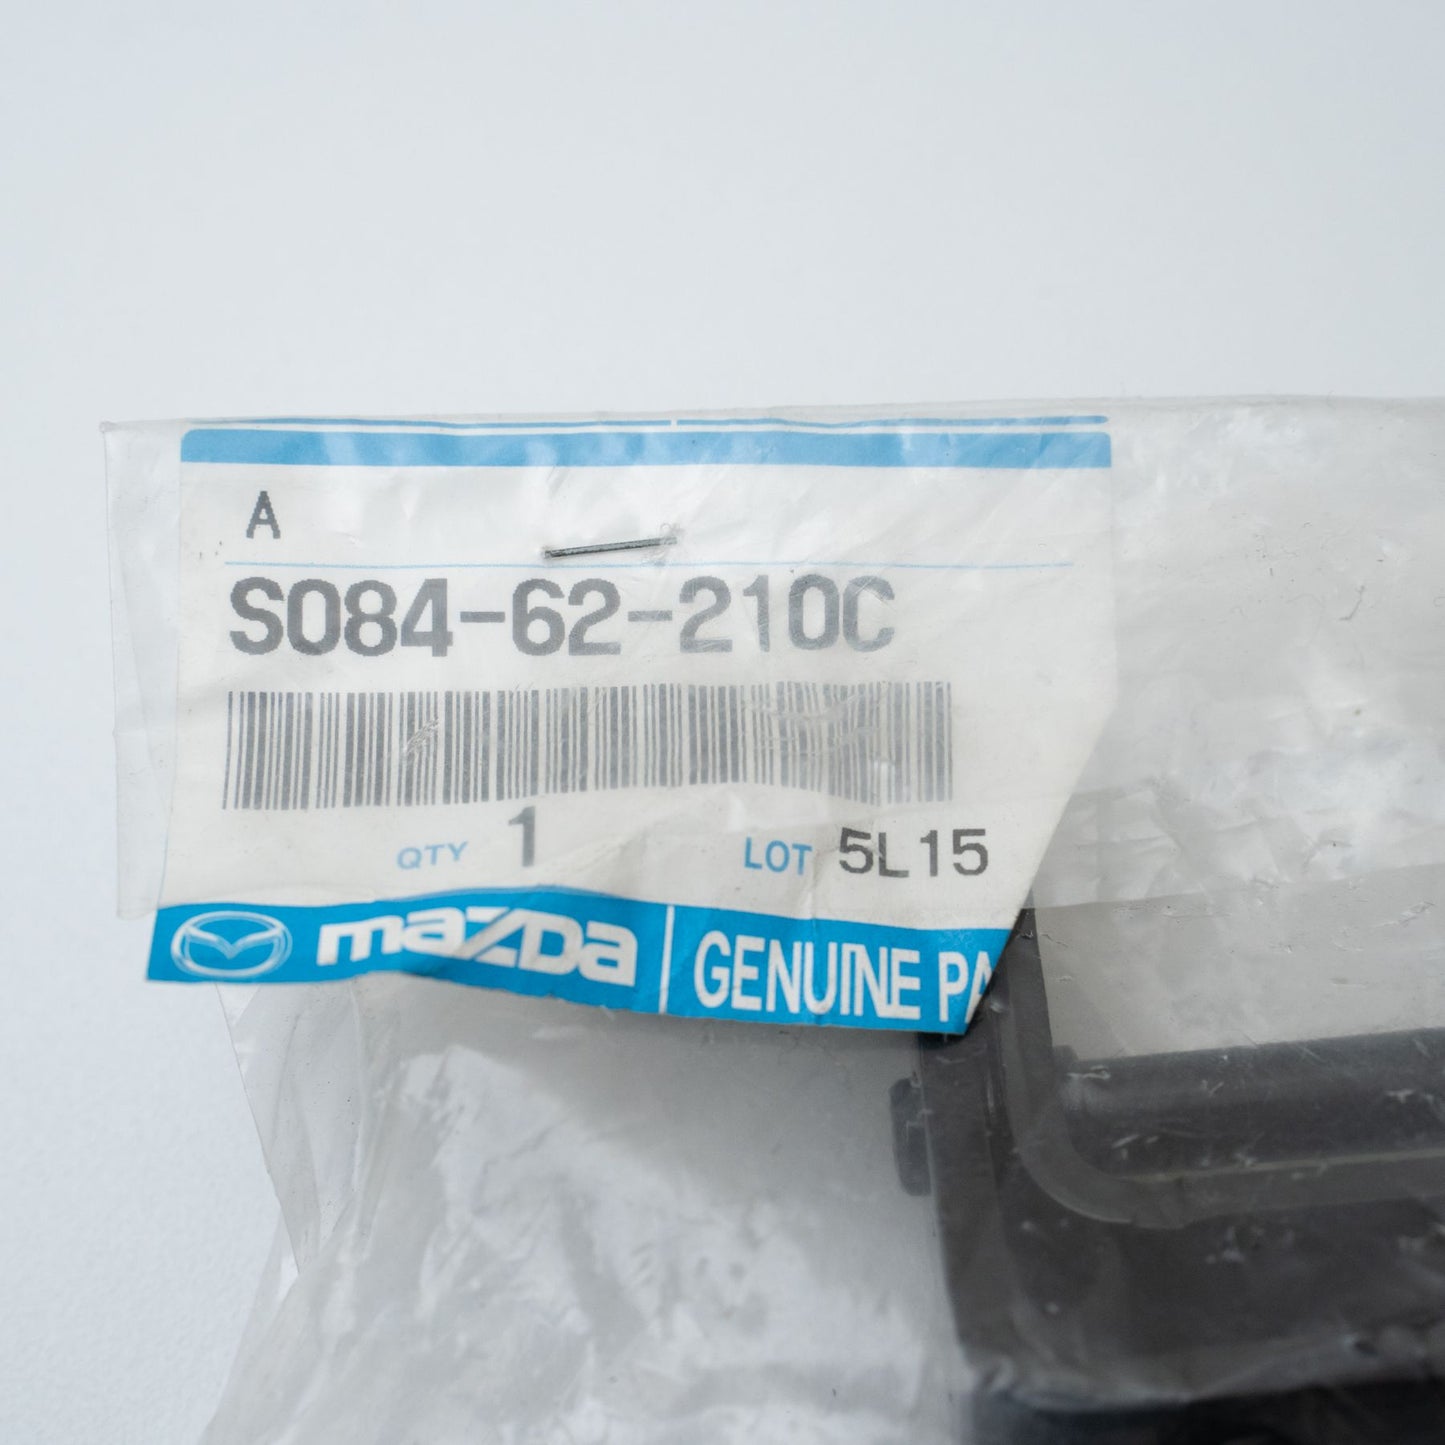 A
S084-62-210C
QTY 1 LOT 5L15
mazda GENUINE PA